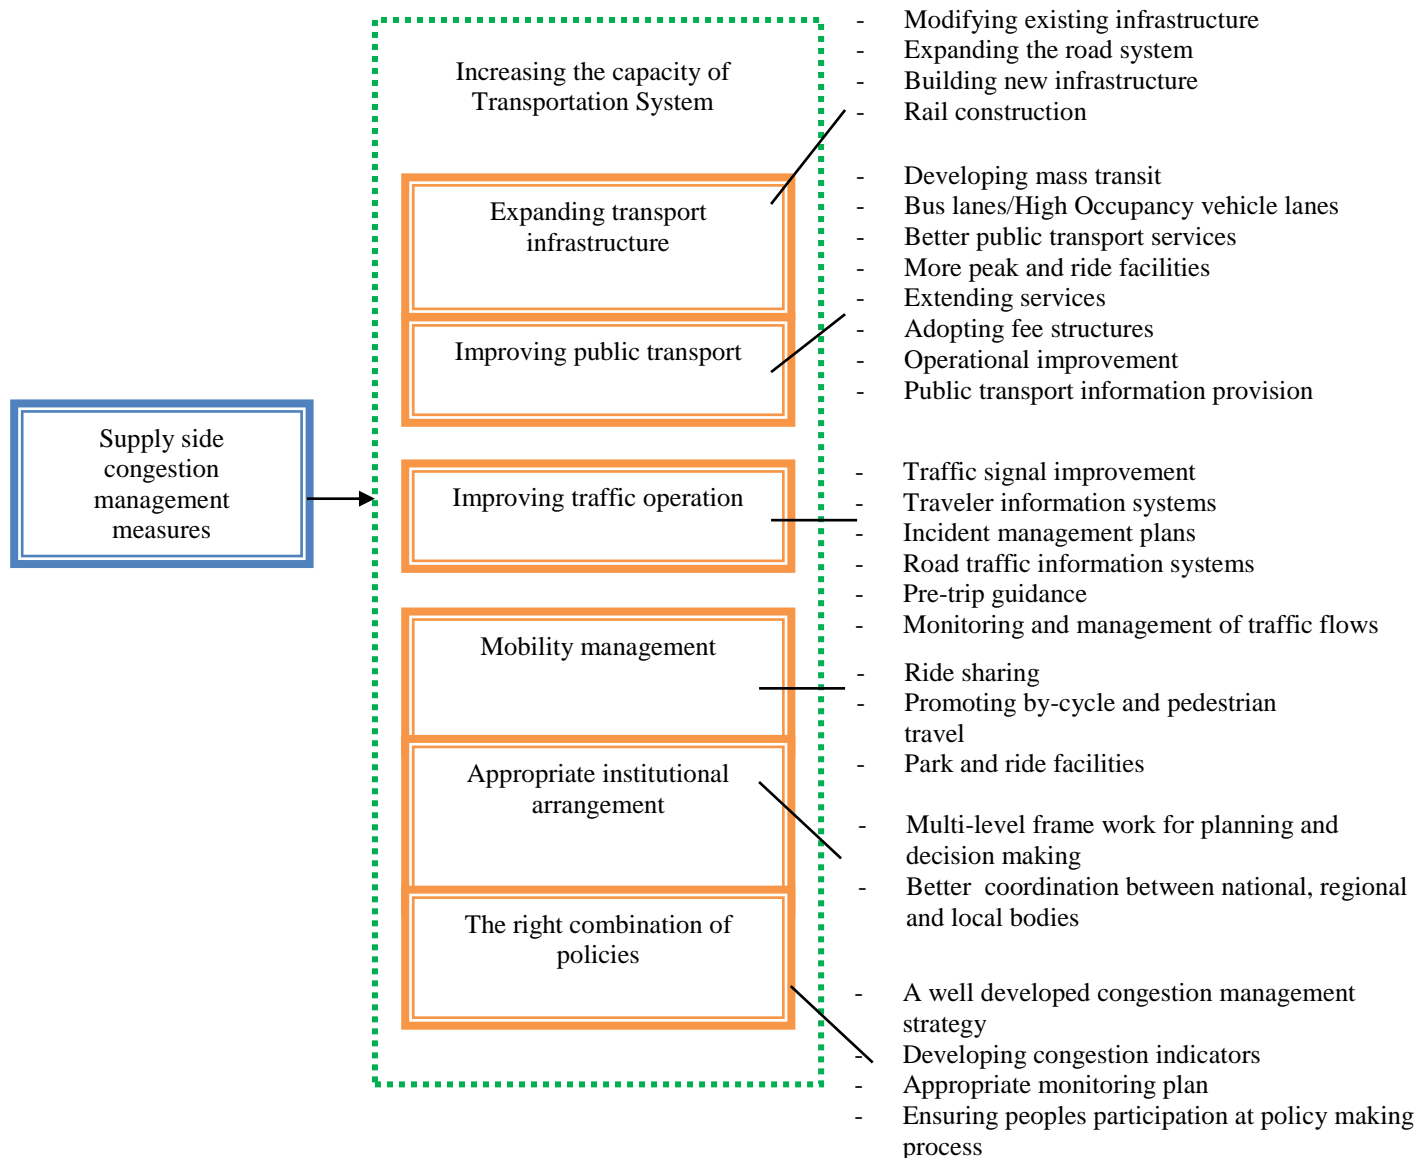 Supply side
congestion
management
measures
Increasing the capacity of
Transportation System
Expanding transport
infrastructure
- Modifying existing infrastructure
- Expanding the road system
- Building new infrastructure
- Rail construction
Improving public transport
- Developing mass transit
- Bus lanes/High Occupancy vehicle lanes
- Better public transport services
- More peak and ride facilities
- Extending services
- Adopting fee structures
- Operational improvement
- Public transport information provision
Improving traffic operation
- Traffic signal improvement
- Traveler information systems
- Incident management plans
- Road traffic information systems
- Pre-trip guidance
- Monitoring and management of traffic flows
Mobility management
- Ride sharing
- Promoting by-cycle and pedestrian
travel
- Park and ride facilities
Appropriate institutional
arrangement
- Multi-level frame work for planning and
decision making
- Better coordination between national, regional
and local bodies
The right combination of
policies
- A well developed congestion management
strategy
- Developing congestion indicators
- Appropriate monitoring plan
- Ensuring peoples participation at policy making
process